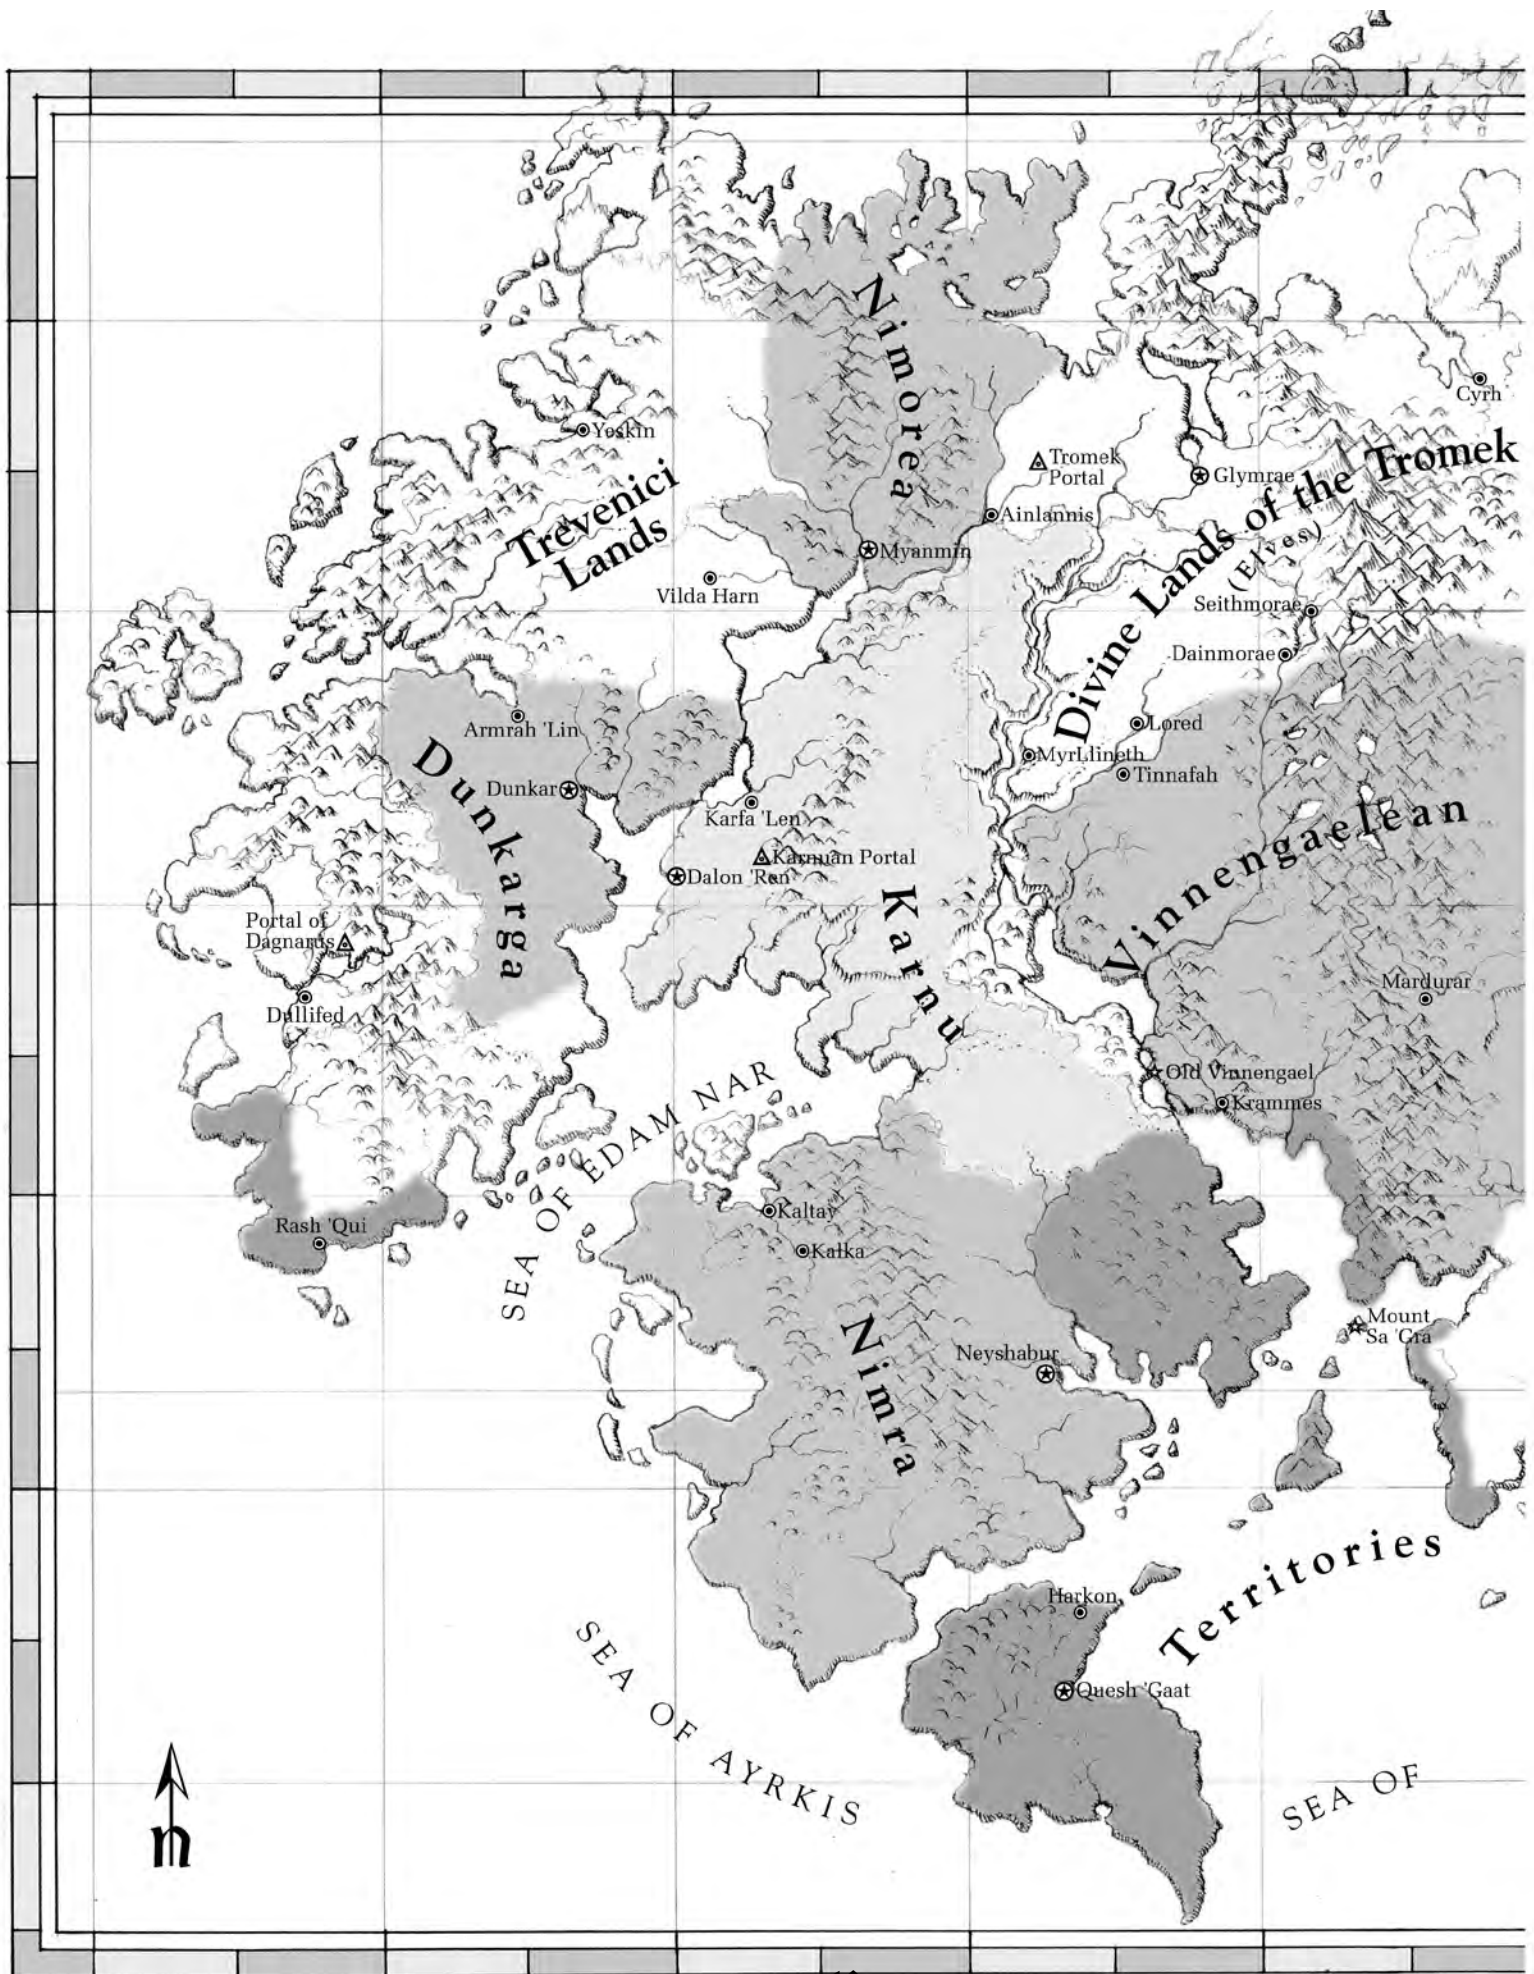 Nimorea
Cyrh
Yeskin
Tromek
Portal
Glymrae
Divine Lands of the Tromek
(Elves)
Trevenici
Lands
Ainlannis
Myanmin
Vilda Harn
Seithmorae
Dainmorae
Armrah 'Lin
Lored
MyrLlineth
Tinnafah
Dunkarga
Dunkar
Karfa 'Len
Vinnengaelean
Karnuan Portal
Dalon 'Ren
Karnu
Portal of
Dagnarus
Mardurar
Dullifed
Old Vinnengael
Krammes
SEA OF EDAM NAR
Kaltay
Rash 'Qui
Kalka
Mount
Sa 'Gra
Nimra
Neyshabur
Territories
Harkon
Quesh 'Gaat
SEA OF AYRKIS
SEA OF
n